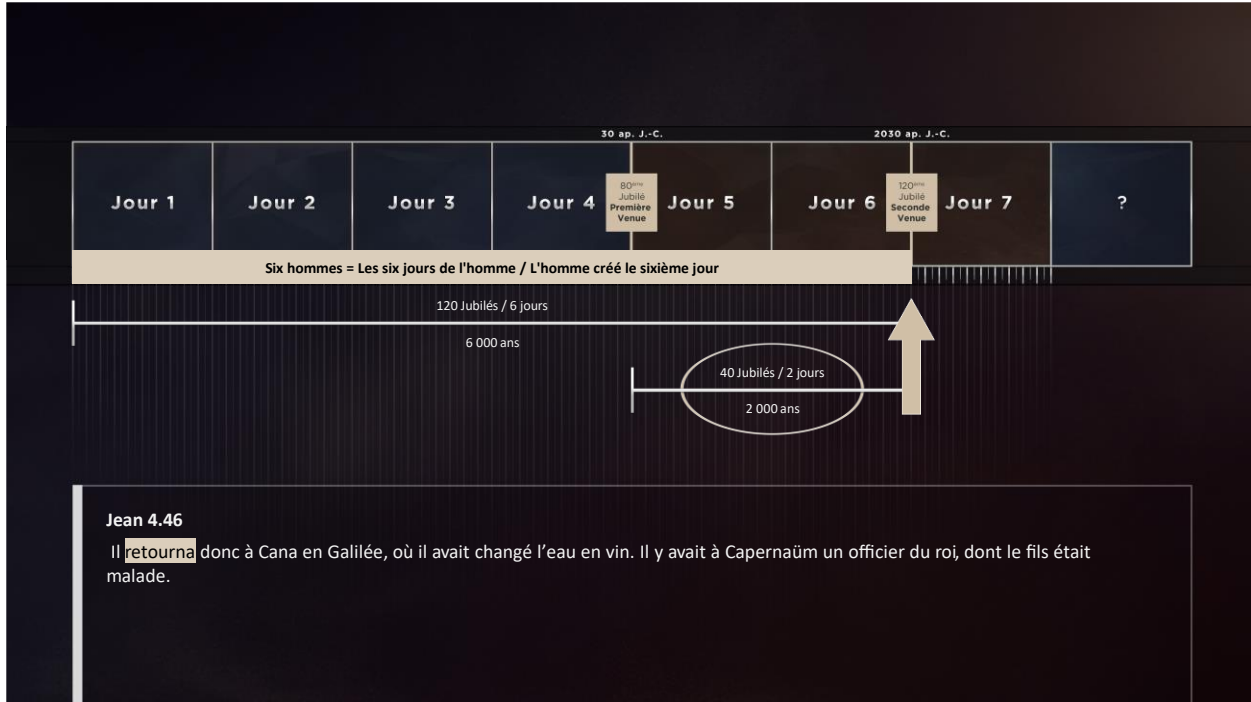 30 ap. J.-C.
2030 ap. J.-C.
Jour 1
Jour 2
Jour 3
Jour 4
80ème
Jubilé
Première
Venue
Jour 5
Jour 6
120ème
Jubilé
Seconde
Venue
Jour 7
?
Six hommes = Les six jours de l'homme / L'homme créé le sixième jour
120 Jubilés / 6 jours
6 000 ans
40 Jubilés / 2 jours
2 000 ans
Jean 4.46
Il retourna donc à Cana en Galilée, où il avait changé l’eau en vin. Il y avait à Capernaüm un officier du roi, dont le fils était
malade.